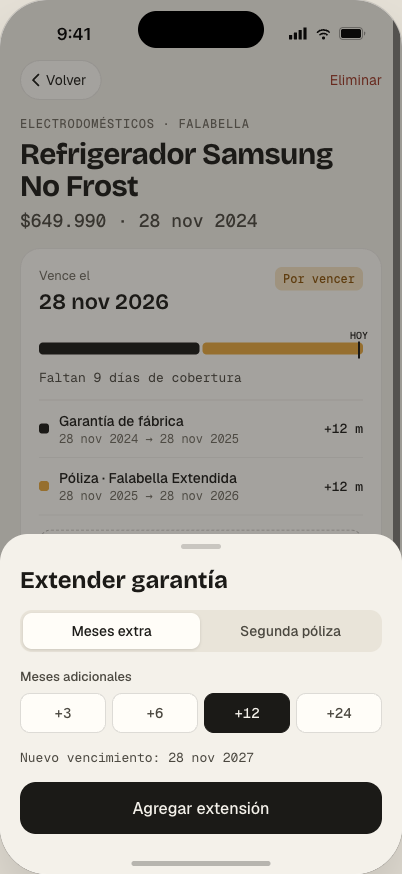 9:41
Volver
Eliminar
ELECTRODOMÉSTICOS · FALABELLA
Refrigerador Samsung
No Frost
$649.990 · 28 nov 2024
Vence el
Por vencer
28 nov 2026
HOY
Faltan 9 días de cobertura
Garantía de fábrica
28 nov 2024 → 28 nov 2025
+12 m
Póliza · Falabella Extendida
28 nov 2025 → 28 nov 2026
+12 m
Extender garantía
Meses extra
Segunda póliza
Meses adicionales
+3
+6
+12
+24
Nuevo vencimiento: 28 nov 2027
Agregar extensión